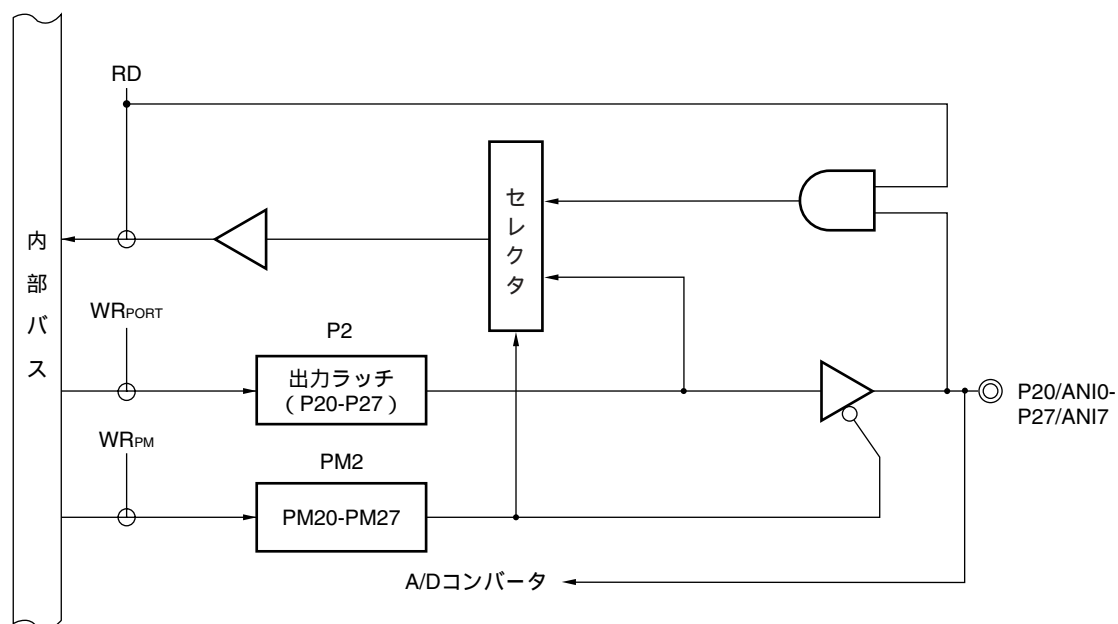 RD
セレクタ
内部バス
WRPORT
P2
出力ラッチ
（P20-P27）
P20/ANI0-
P27/ANI7
WRPM
PM2
PM20-PM27
A/Dコンバータ